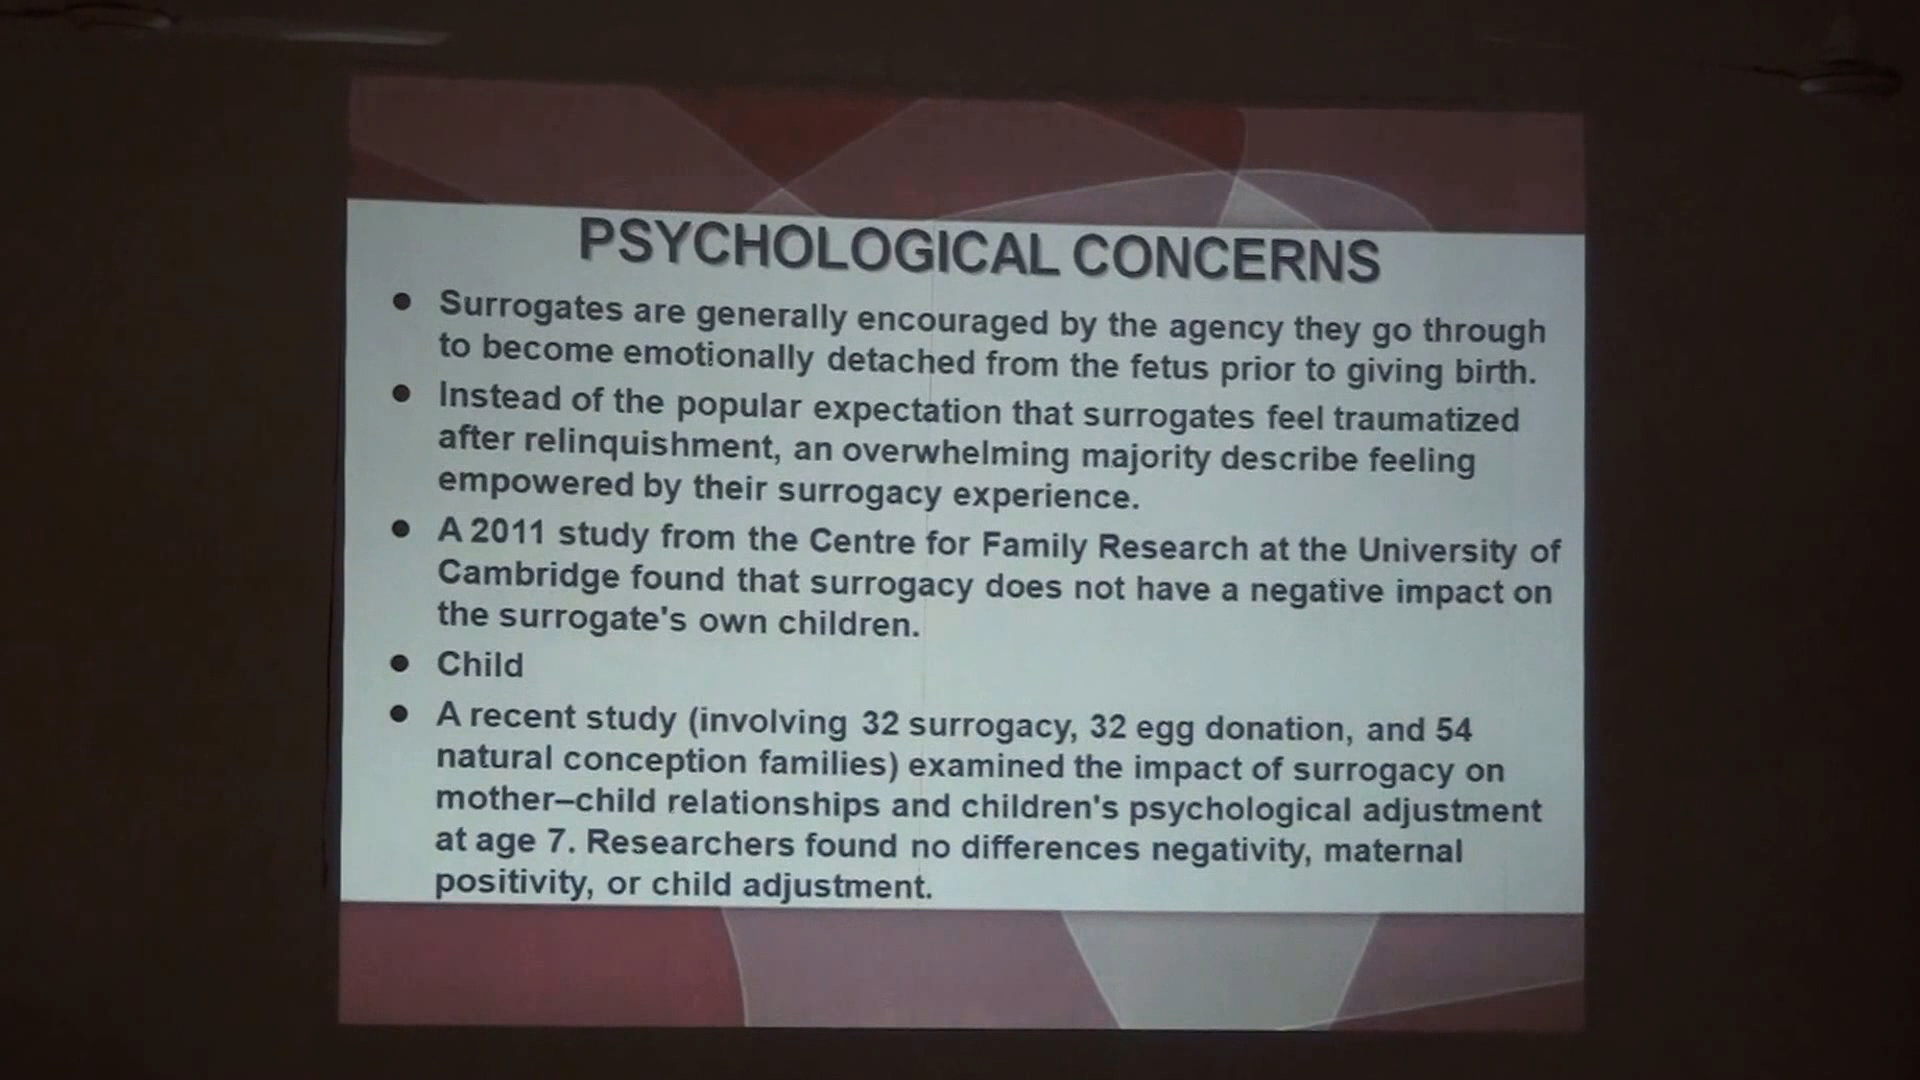 PSYCHOLOGICAL CONCERNS
● Surrogates are generally encouraged by the agency they go through
to become emotionally detached from the fetus prior to giving birth.
● Instead of the popular expectation that surrogates feel traumatized
after relinquishment, an overwhelming majority describe feeling
empowered by their surrogacy experience.
● A 2011 study from the Centre for Family Research at the University of
Cambridge found that surrogacy does not have a negative impact on
the surrogate's own children.
● Child
● A recent study (involving 32 surrogacy, 32 egg donation, and 54
natural conception families) examined the impact of surrogacy on
mother–child relationships and children's psychological adjustment
at age 7. Researchers found no differences negativity, maternal
positivity, or child adjustment.